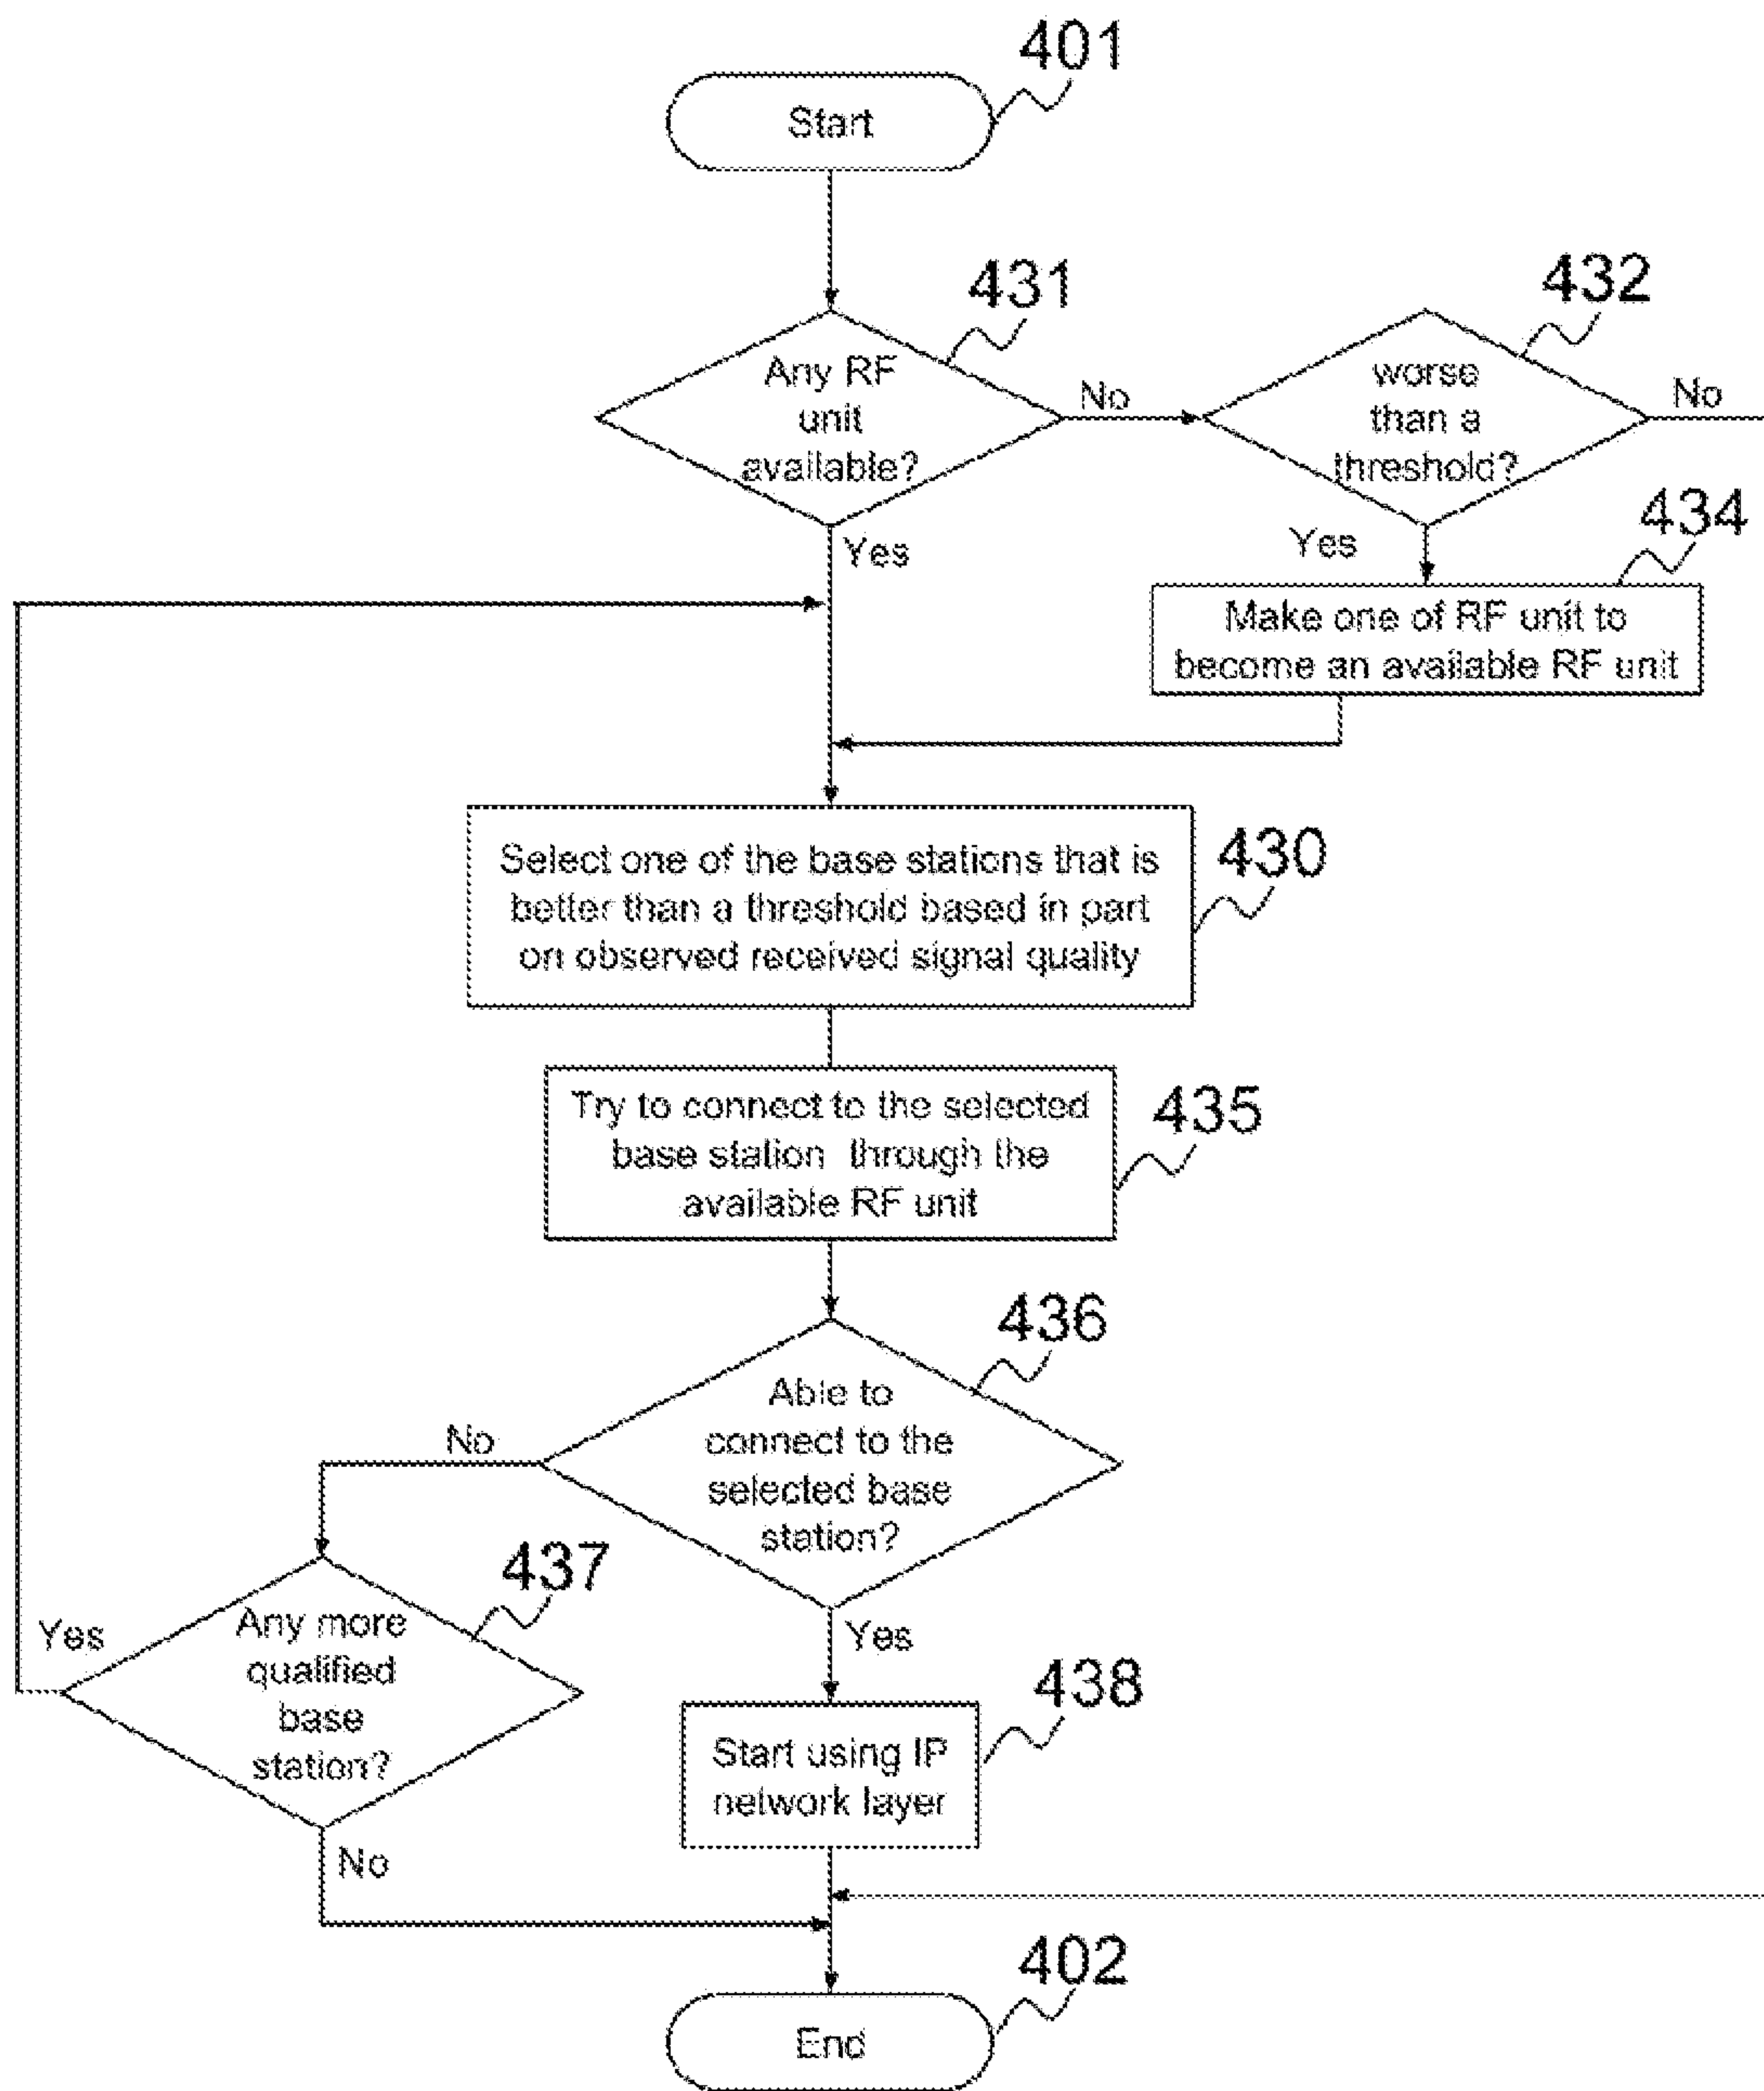 401
Start
431
432
Any RF
unit
available?
No
worse
than a
threshold?
No
Yes
Yes
434
Make one of RF unit to
become an available RF unit
430
Select one of the base stations that is
better than a threshold based in part
on observed received signal quality
435
Try to connect to the selected
base station through the
available RF unit
436
Able to
connect to the
selected base
station?
No
437
Yes
Any more
qualified
base
station?
Yes
438
Start using IP
network layer
No
402
End